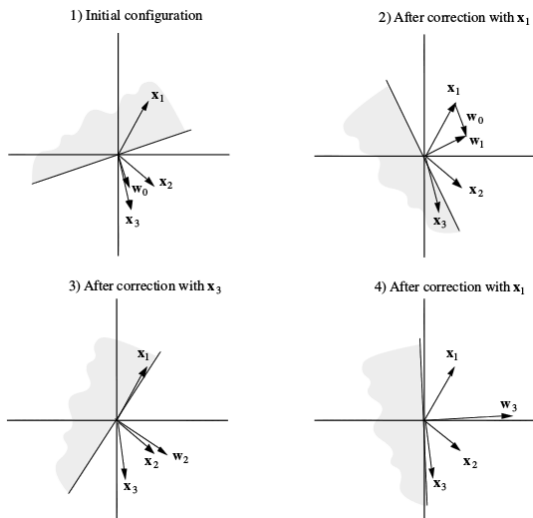 1) Initial configuration
x₁
x₂
w₀
x₃
2) After correction with x₁
x₁
w₀
w₁
x₂
x₃
3) After correction with x₃
x₁
w₂
x₂
x₃
4) After correction with x₁
x₁
w₃
x₂
x₃